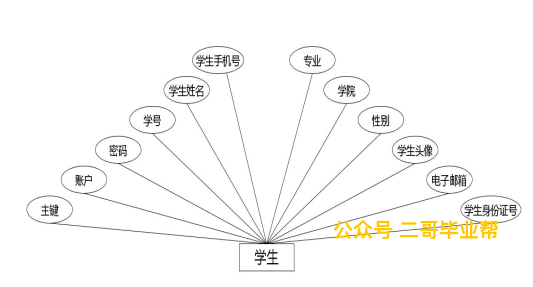 学生手机号
专业
学生姓名
学院
学号
性别
密码
学生头像
账户
电子邮箱
主键
学生身份证号
公众号 二哥毕业帮
学生